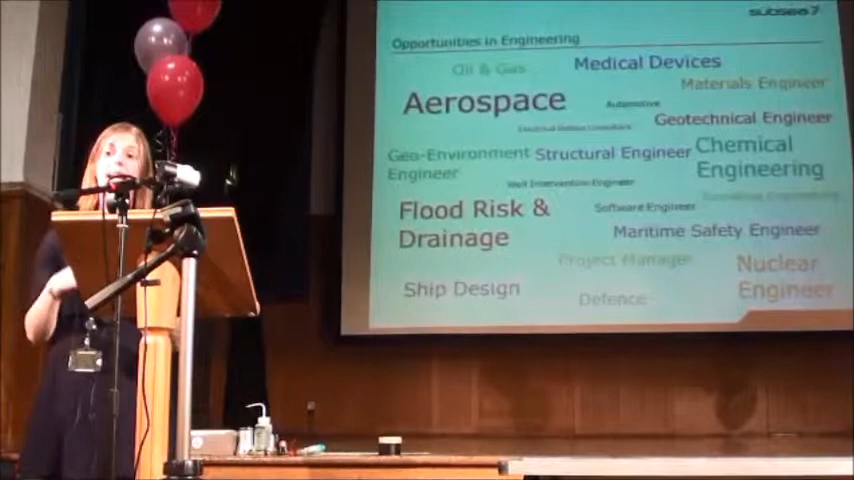 subsea 7
Opportunities in Engineering
Oil & Gas
Medical Devices
Materials Engineer
Aerospace
Automotive
Geotechnical Engineer
Geo-Environment
Engineer
Structural Engineer
Chemical
Engineering
Well Intervention Engineer
Flood Risk &
Drainage
Software Engineer
Maritime Safety Engineer
Project Manager
Nuclear
Engineering
Ship Design
Defence